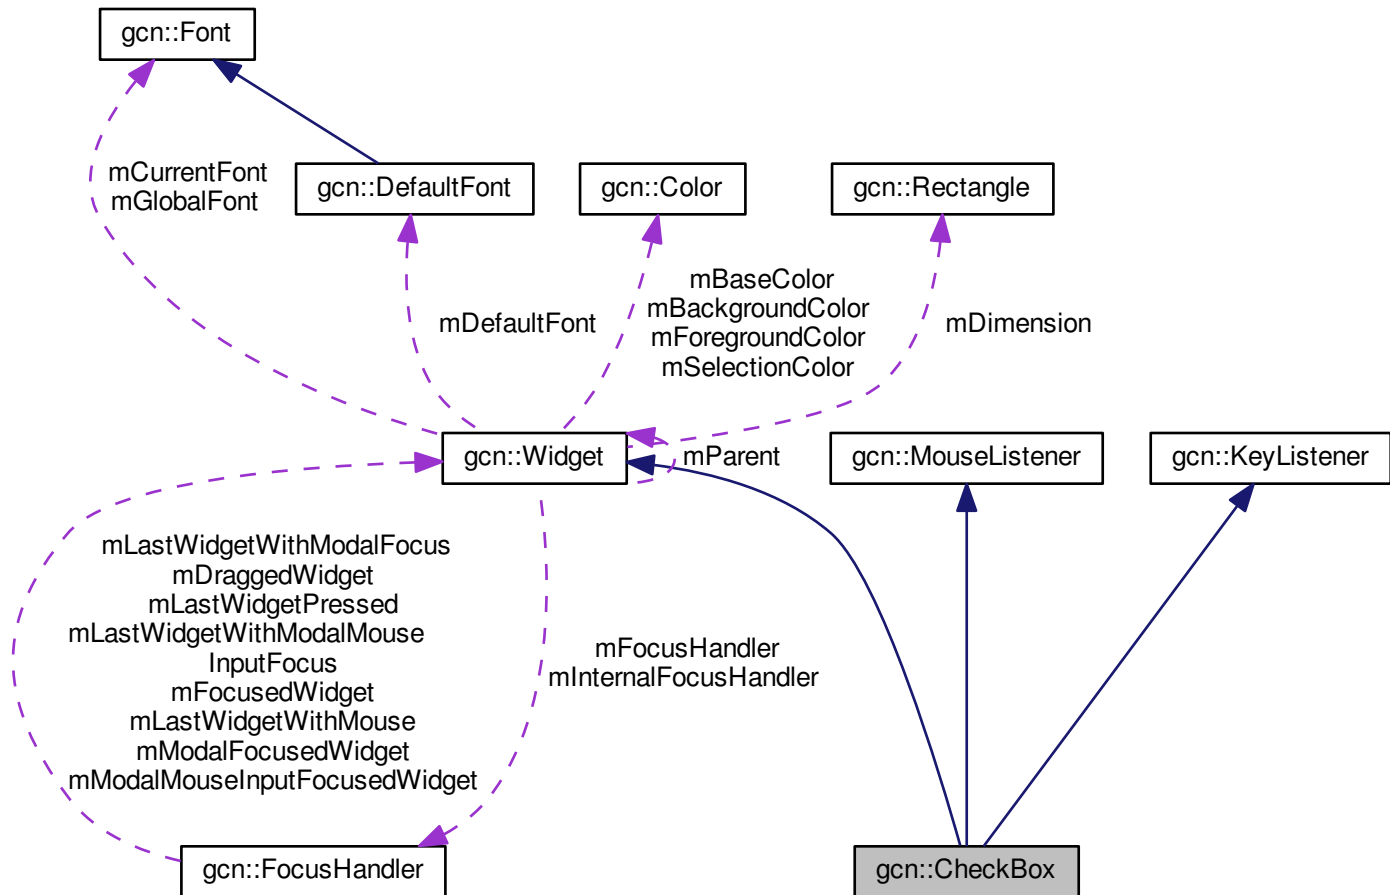 gcn::Font
mCurrentFont
mGlobalFont
gcn::DefaultFont
gcn::Color
gcn::Rectangle
mDefaultFont
mBaseColor
mBackgroundColor
mForegroundColor
mSelectionColor
mDimension
gcn::Widget
mParent
gcn::MouseListener
gcn::KeyListener
mLastWidgetWithModalFocus
mDraggedWidget
mLastWidgetPressed
mLastWidgetWithModalMouse
InputFocus
mFocusedWidget
mLastWidgetWithMouse
mModalFocusedWidget
mModalMouseInputFocusedWidget
mFocusHandler
mInternalFocusHandler
gcn::FocusHandler
gcn::CheckBox